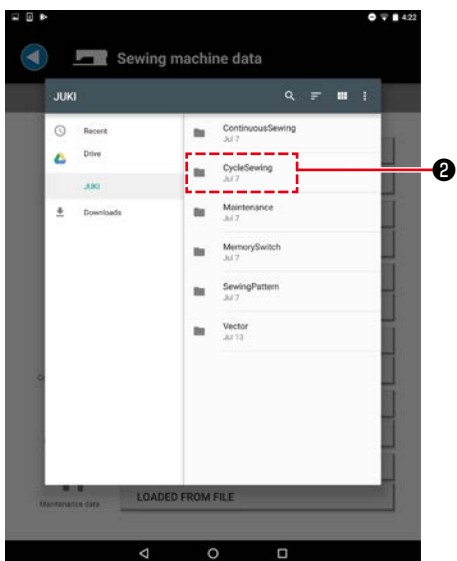 4:22
Sewing machine data
JUKI
Recent
Drive
JUKI
Downloads
ContinuousSewing
Jul 7
CycleSewing
Jul 7
Maintenance
Jul 7
MemorySwitch
Jul 7
SewingPattern
Jul 7
Vector
Jul 13
❷
Maintenance data
LOADED FROM FILE